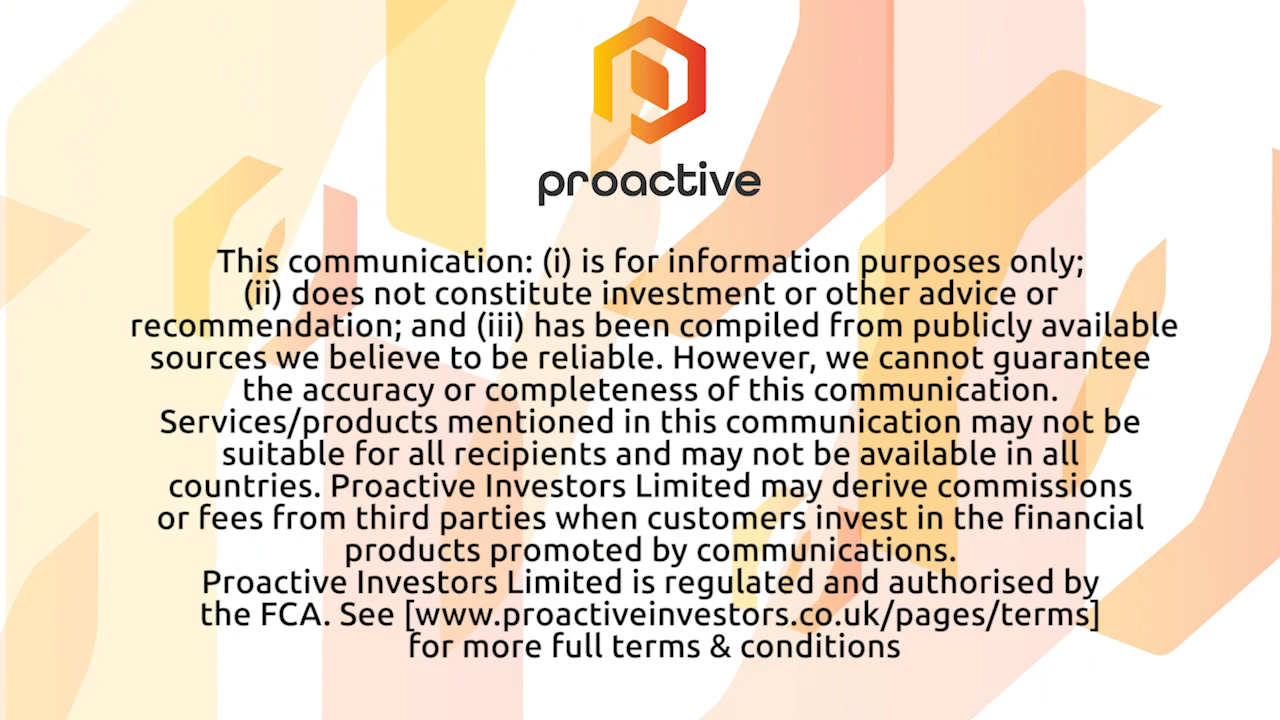 proactive
This communication: (i) is for information purposes only;
(ii) does not constitute investment or other advice or
recommendation; and (iii) has been compiled from publicly available
sources we believe to be reliable. However, we cannot guarantee
the accuracy or completeness of this communication.
Services/products mentioned in this communication may not be
suitable for all recipients and may not be available in all
countries. Proactive Investors Limited may derive commissions
or fees from third parties when customers invest in the financial
products promoted by communications.
Proactive Investors Limited is regulated and authorised by
the FCA. See [www.proactiveinvestors.co.uk/pages/terms]
for more full terms & conditions